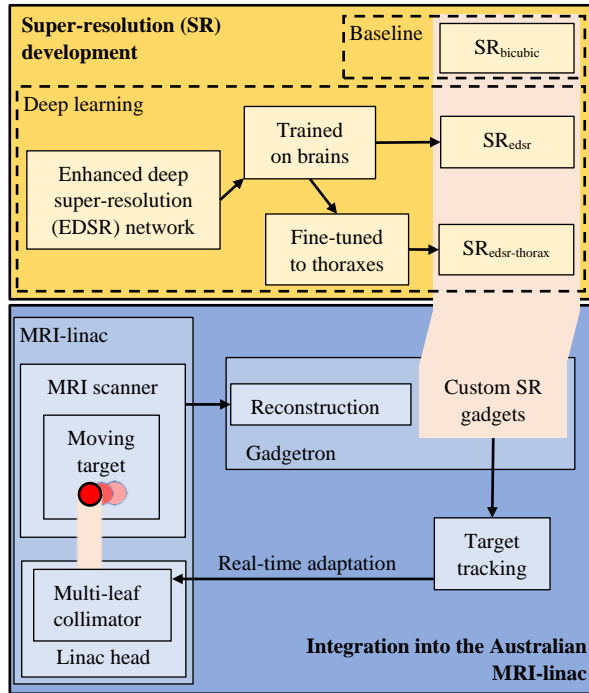 Super-resolution (SR)
development
Baseline
SRbicubic
Deep learning
Enhanced deep
super-resolution
(EDSR) network
Trained
on brains
SRedsr
Fine-tuned
to thoraxes
SRedsr-thorax
MRI-linac
MRI scanner
Moving
target
Reconstruction
Gadgetron
Custom SR
gadgets
Target
tracking
Real-time adaptation
Multi-leaf
collimator
Linac head
Integration into the Australian
MRI-linac